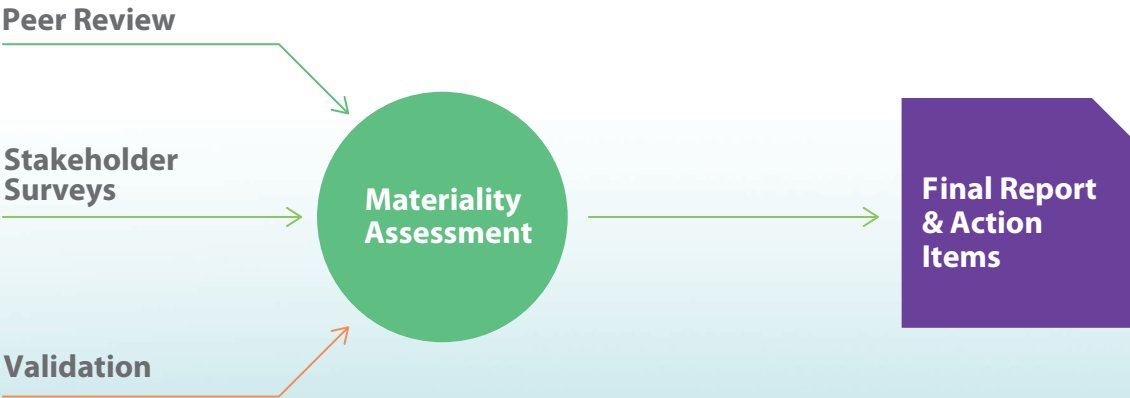 Peer Review
Stakeholder
Surveys
Materiality
Assessment
Final Report
& Action
Items
Validation